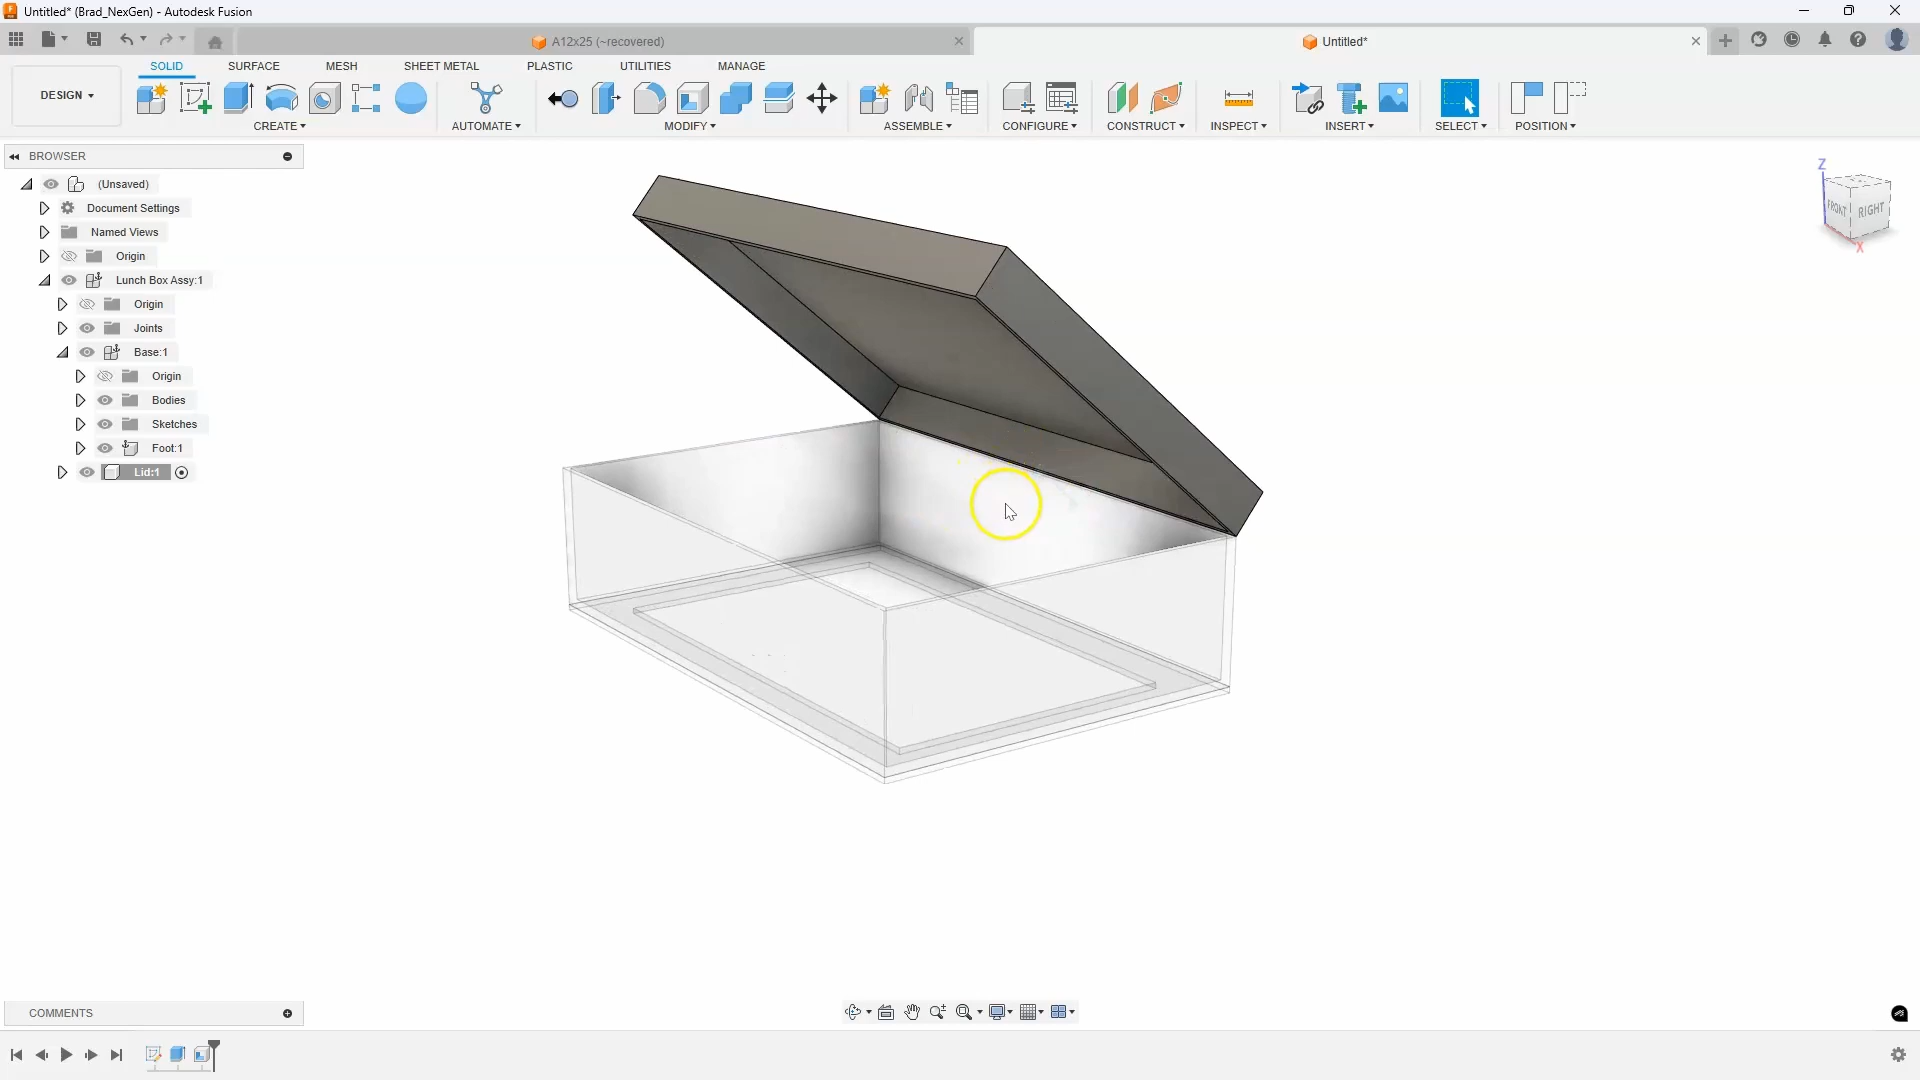 Untitled* (Brad_NexGen) - Autodesk Fusion
A12x25 (~recovered)
Untitled*
SOLID
SURFACE
MESH
SHEET METAL
PLASTIC
UTILITIES
MANAGE
DESIGN
CREATE
AUTOMATE
MODIFY
ASSEMBLE
CONFIGURE
CONSTRUCT
INSPECT
INSERT
SELECT
POSITION
BROWSER
(Unsaved)
Document Settings
Named Views
Origin
Lunch Box Assy:1
Origin
Joints
Base:1
Origin
Bodies
Sketches
Foot:1
Lid:1
Z
FRONT
RIGHT
X
COMMENTS